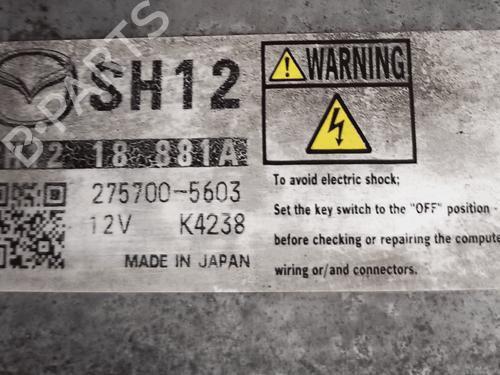 SH12
18 881A
275700-5603
12V K4238
MADE IN JAPAN
WARNING
To avoid electric shock;
Set the key switch to the "OFF" position
before checking or repairing the compute
wiring or/and connectors.
B-PARTS